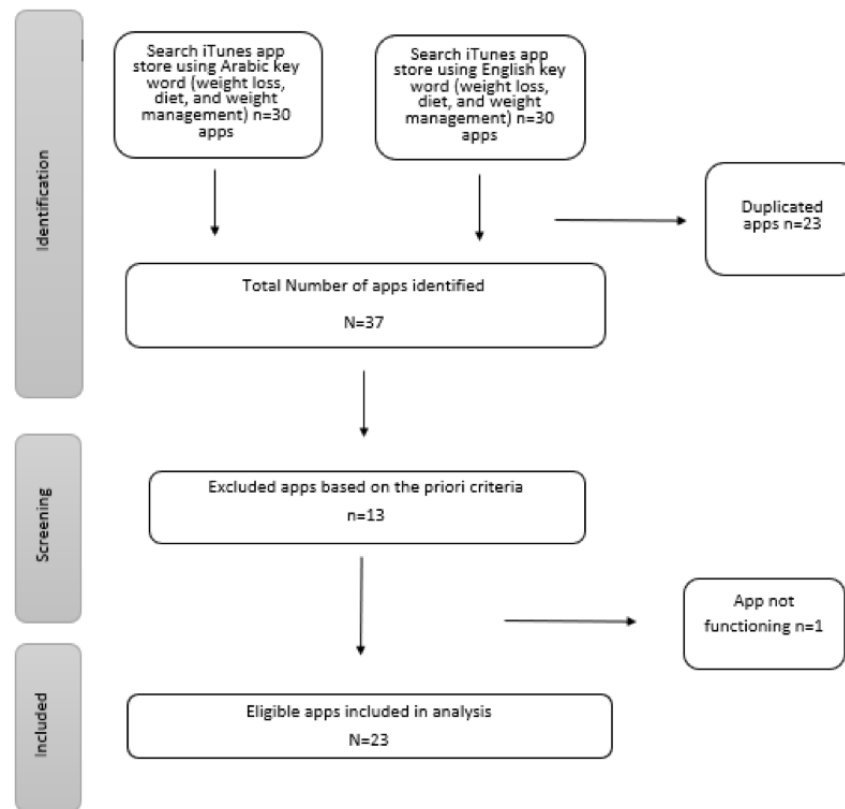 Identification
Search iTunes app
store using Arabic key
word (weight loss,
diet, and weight
management) n=30
apps
Search iTunes app
store using English key
word (weight loss,
diet, and weight
management) n=30
apps
Duplicated
apps n=23
Total Number of apps identified
N=37
Screening
Excluded apps based on the priori criteria
n=13
App not
functioning n=1
Included
Eligible apps included in analysis
N=23